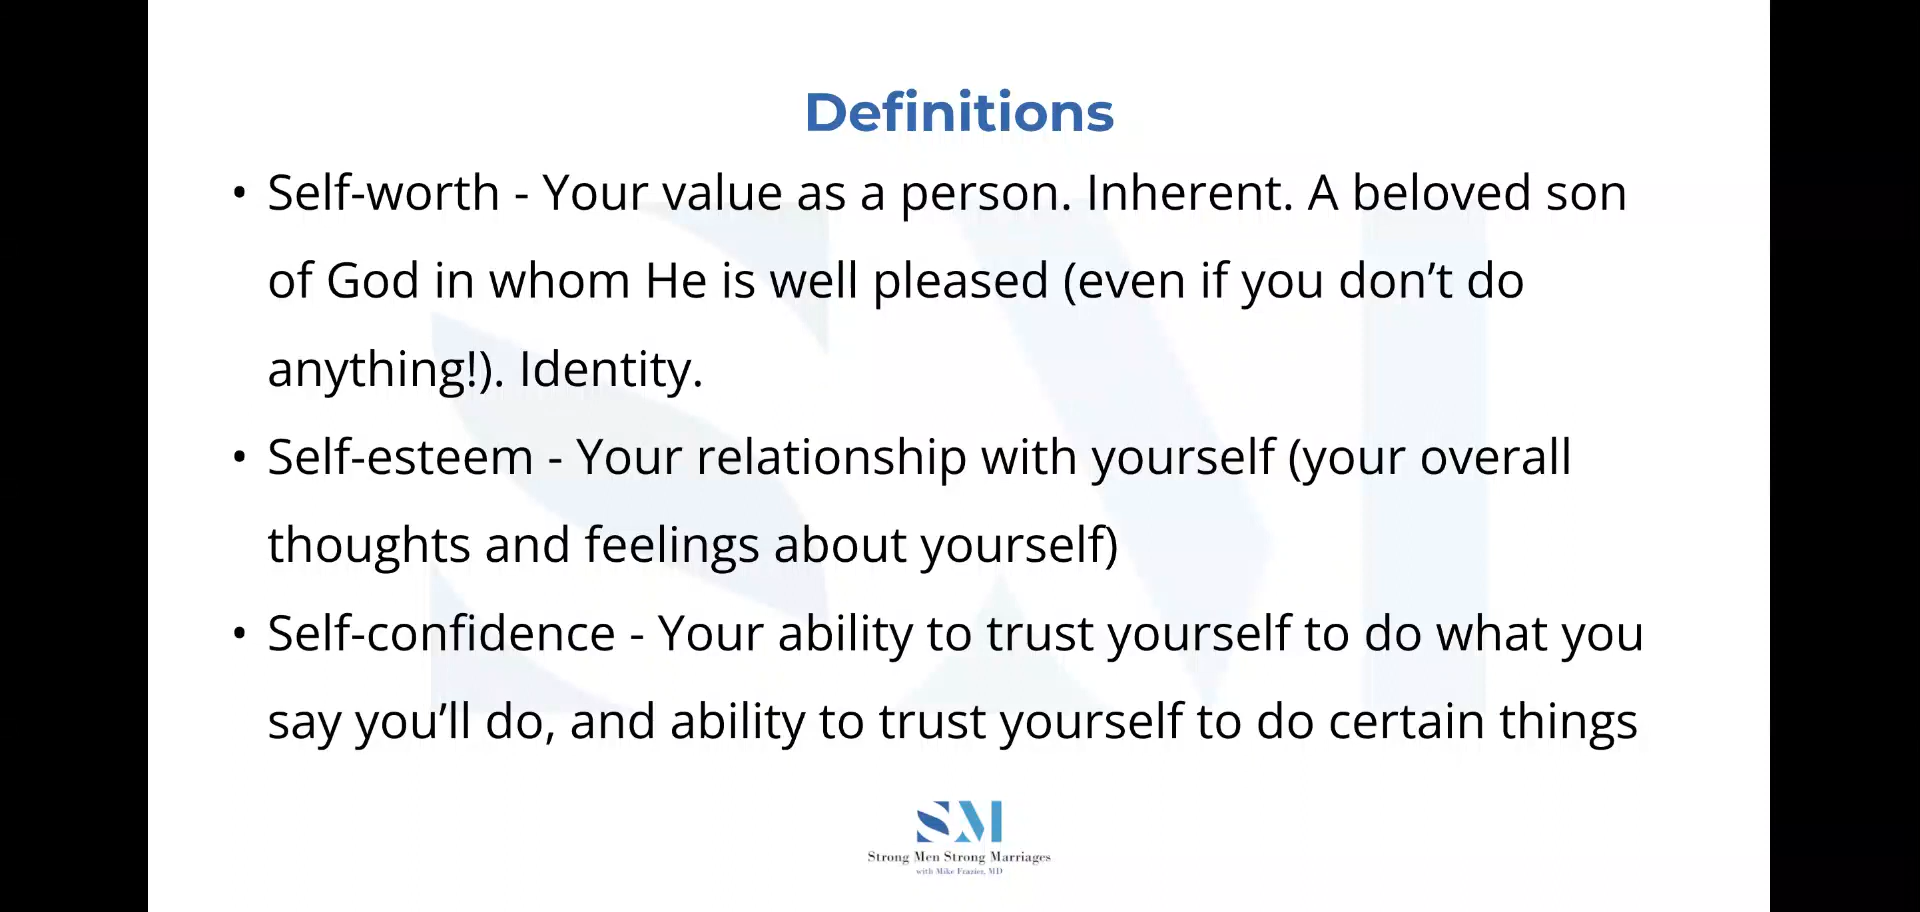 Definitions
• Self-worth - Your value as a person. Inherent. A beloved son
of God in whom He is well pleased (even if you don’t do
anything!). Identity.
• Self-esteem - Your relationship with yourself (your overall
thoughts and feelings about yourself)
• Self-confidence - Your ability to trust yourself to do what you
say you’ll do, and ability to trust yourself to do certain things
SM
Strong Men Strong Marriages
with Mike Frazier, MD